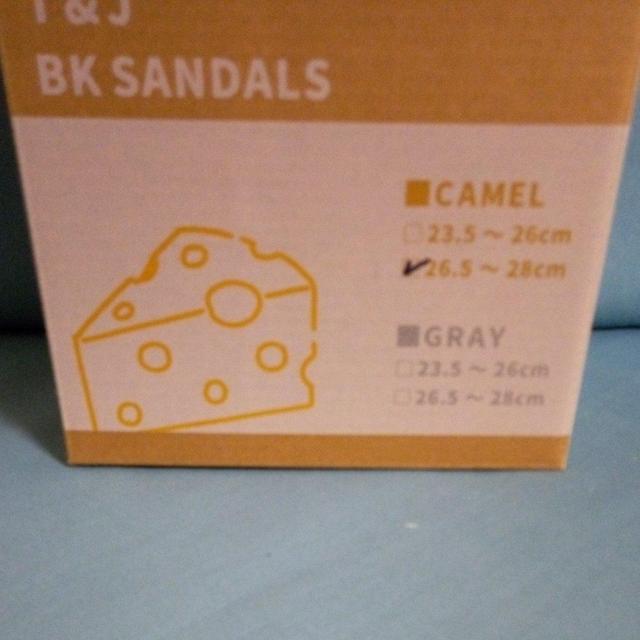 T & J
BK SANDALS
CAMEL
23.5 ～ 26cm
26.5 ～ 28cm
GRAY
23.5 ～ 26cm
26.5 ～ 28cm